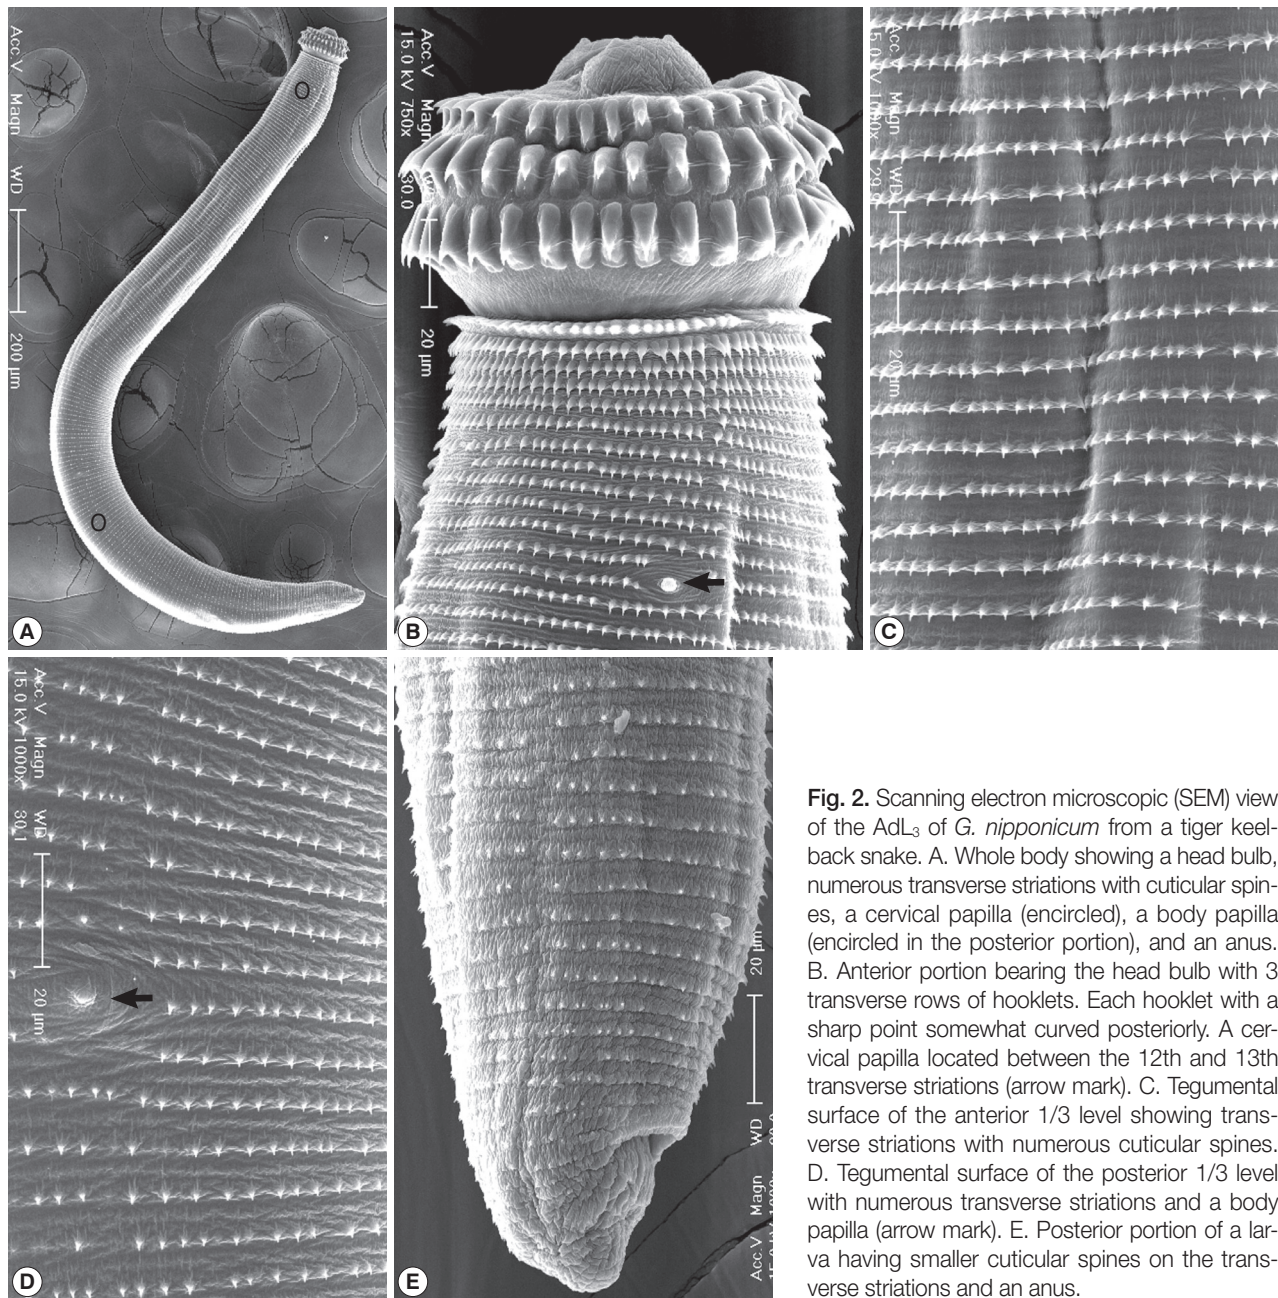 Acc.V Magn WD
200 µm
A
Acc.V Magn
15.0 kV 750x 30.0
20 µm
B
Acc. Magn WD
1000x 29.
20 µm
C
Acc.V Magn WD
15.0 kV 1000x 30.1
20 µm
D
Acc.V Magn WD
20 µm
E
Fig. 2. Scanning electron microscopic (SEM) view
of the AdL₃ of G. nipponicum from a tiger keel-
back snake. A. Whole body showing a head bulb,
numerous transverse striations with cuticular spin-
es, a cervical papilla (encircled), a body papilla
(encircled in the posterior portion), and an anus.
B. Anterior portion bearing the head bulb with 3
transverse rows of hooklets. Each hooklet with a
sharp point somewhat curved posteriorly. A cer-
vical papilla located between the 12th and 13th
transverse striations (arrow mark). C. Tegumental
surface of the anterior 1/3 level showing trans-
verse striations with numerous cuticular spines.
D. Tegumental surface of the posterior 1/3 level
with numerous transverse striations and a body
papilla (arrow mark). E. Posterior portion of a lar-
va having smaller cuticular spines on the trans-
verse striations and an anus.